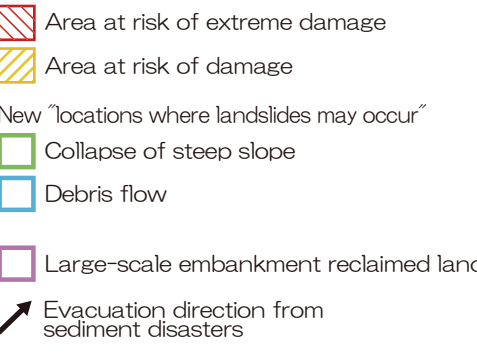 Area at risk of extreme damage
Area at risk of damage
New "locations where landslides may occur"
Collapse of steep slope
Debris flow
Large-scale embankment reclaimed land
Evacuation direction from
sediment disasters